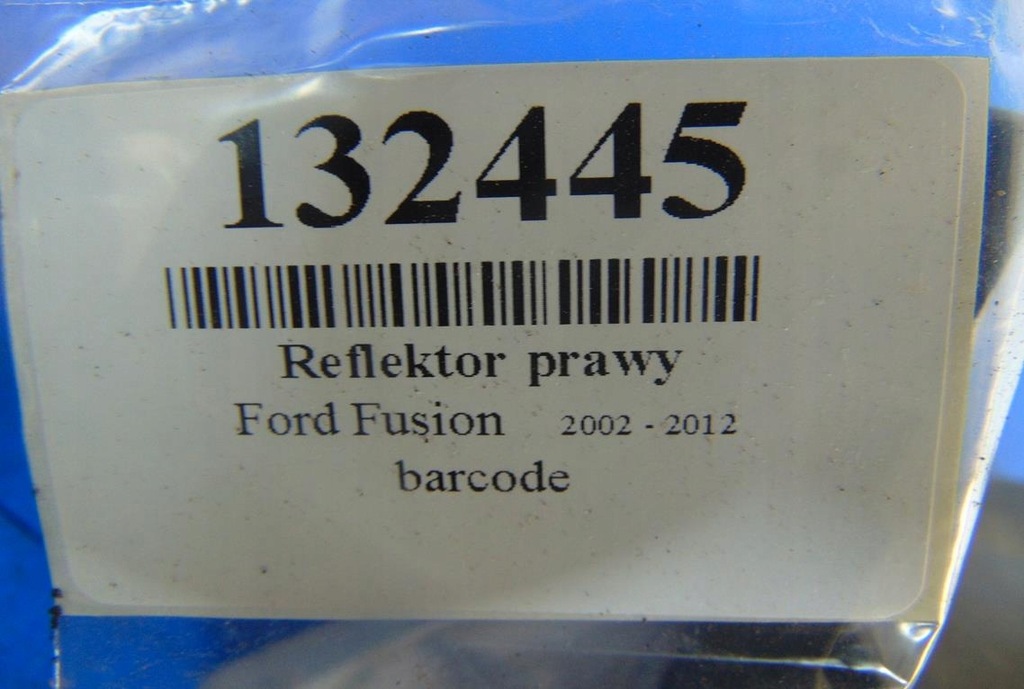 132445
Reflektor prawy
Ford Fusion 2002 - 2012
barcode